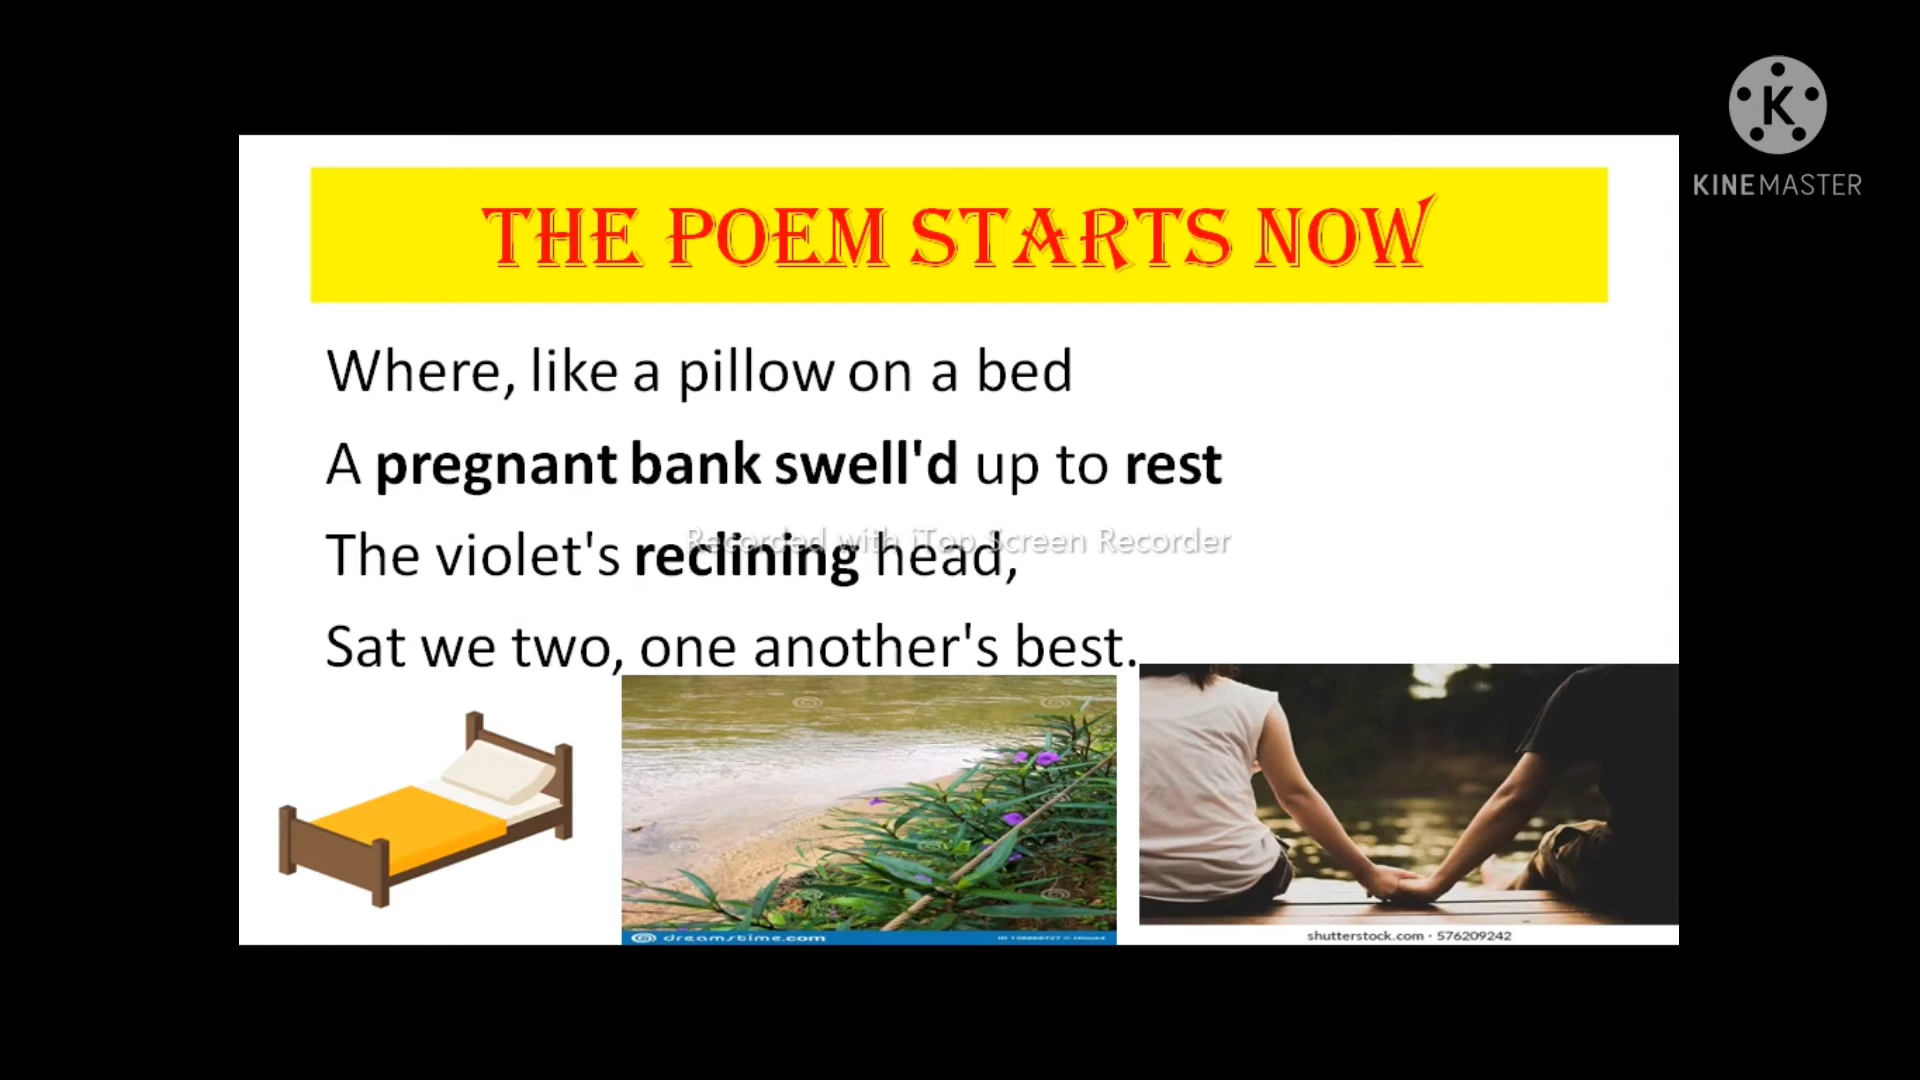 K
KINEMASTER
THE POEM STARTS NOW
Where, like a pillow on a bed
A pregnant bank swell'd up to rest
Recorded with iTop Screen Recorder
The violet's reclining head,
Sat we two, one another's best.
dreamstime.com
shutterstock.com · 576209242